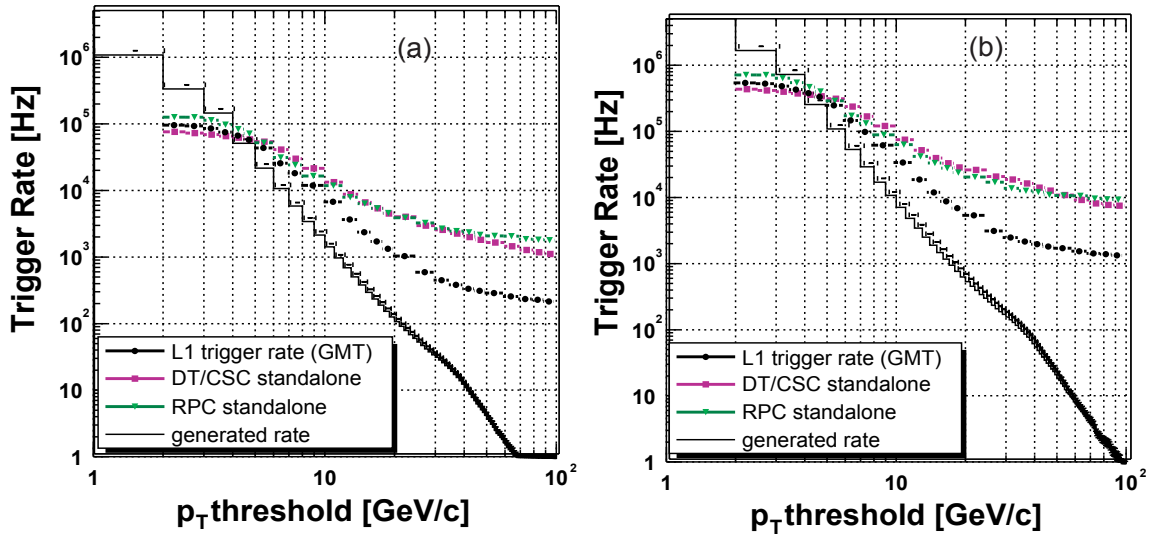 (a)
Trigger Rate [Hz]
10^6
10^5
10^4
10^3
10^2
10
1
L1 trigger rate (GMT)
DT/CSC standalone
RPC standalone
generated rate
1 10 10^2
p_T threshold [GeV/c]
(b)
Trigger Rate [Hz]
10^6
10^5
10^4
10^3
10^2
10
1
L1 trigger rate (GMT)
DT/CSC standalone
RPC standalone
generated rate
1 10 10^2
p_T threshold [GeV/c]